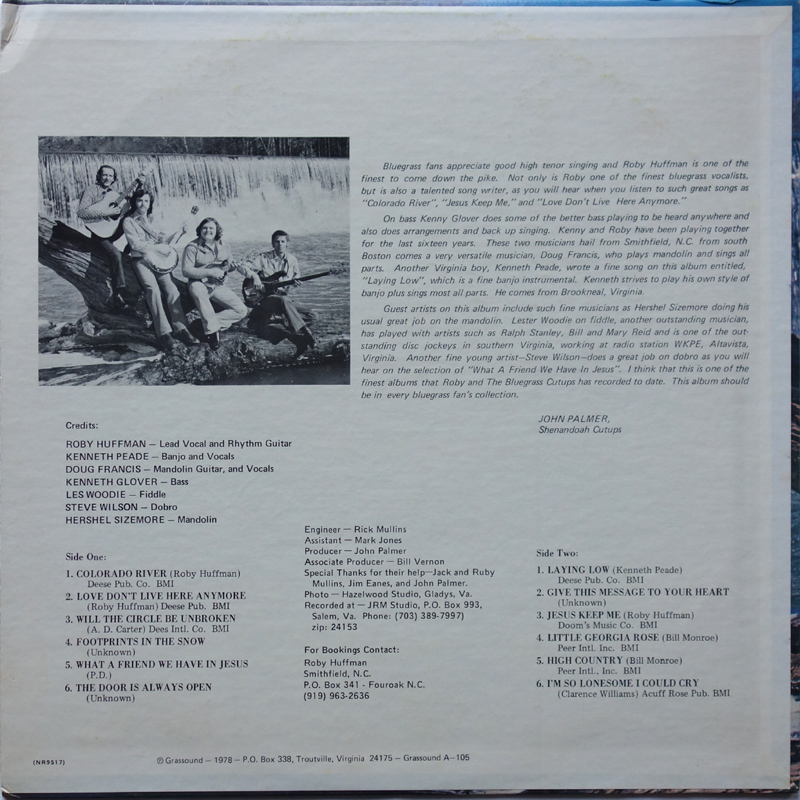 Bluegrass fans appreciate good high tenor singing and Roby Huffman is one of the
finest to come down the pike. Not only is Roby one of the finest bluegrass vocalists,
but is also a talented song writer, as you will hear when you listen to such great songs as
"Colorado River", "Jesus Keep Me," and "Love Don't Live Here Anymore."
On bass Kenny Glover does some of the better bass playing to be heard anywhere and
also does arrangements and back up singing. Kenny and Roby have been playing together
for the last sixteen years. These two musicians hail from Smithfield, N.C. from south
Boston comes a very versatile musician, Doug Francis, who plays mandolin and sings all
parts. Another Virginia boy, Kenneth Peade, wrote a fine song on this album entitled,
"Laying Low", which is a fine banjo instrumental. Kenneth strives to play his own style of
banjo plus sings most all parts. He comes from Brookneal, Virginia.
Guest artists on this album include such fine musicians as Hershel Sizemore doing his
usual great job on the mandolin. Lester Woodie on fiddle, another outstanding musician,
has played with artists such as Ralph Stanley, Bill and Mary Reid and is one of the out-
standing disc jockeys in southern Virginia, working at radio station WKPE, Altavista,
Virginia. Another fine young artist—Steve Wilson—does a great job on dobro as you will
hear on the selection of "What A Friend We Have In Jesus". I think that this is one of the
finest albums that Roby and The Bluegrass Cutups has recorded to date. This album should
be in every bluegrass fan's collection.
JOHN PALMER,
Shenandoah Cutups
Credits:
ROBY HUFFMAN — Lead Vocal and Rhythm Guitar
KENNETH PEADE — Banjo and Vocals
DOUG FRANCIS — Mandolin Guitar, and Vocals
KENNETH GLOVER — Bass
LES WOODIE — Fiddle
STEVE WILSON — Dobro
HERSHEL SIZEMORE — Mandolin
Side One:
1. COLORADO RIVER (Roby Huffman)
Deese Pub. Co. BMI
2. LOVE DON'T LIVE HERE ANYMORE
(Roby Huffman) Deese Pub. BMI
3. WILL THE CIRCLE BE UNBROKEN
(A. D. Carter) Dees Intl. Co. BMI
4. FOOTPRINTS IN THE SNOW
(Unknown)
5. WHAT A FRIEND WE HAVE IN JESUS
(P.D.)
6. THE DOOR IS ALWAYS OPEN
(Unknown)
Engineer — Rick Mullins
Assistant — Mark Jones
Producer — John Palmer
Associate Producer — Bill Vernon
Special Thanks for their help—Jack and Ruby
Mullins, Jim Eanes, and John Palmer.
Photo — Hazelwood Studio, Gladys, Va.
Recorded at — JRM Studio, P.O. Box 993,
Salem, Va. Phone: (703) 389-7997)
zip: 24153
For Bookings Contact:
Roby Huffman
Smithfield, N.C.
P.O. Box 341 - Fouroak N.C.
(919) 963-2636
Side Two:
1. LAYING LOW (Kenneth Peade)
Deese Pub. Co. BMI
2. GIVE THIS MESSAGE TO YOUR HEART
(Unknown)
3. JESUS KEEP ME (Roby Huffman)
Doom's Music Co. BMI
4. LITTLE GEORGIA ROSE (Bill Monroe)
Peer Intl. Inc. BMI
5. HIGH COUNTRY (Bill Monroe)
Peer Intl., Inc. BMI
6. I'M SO LONESOME I COULD CRY
(Clarence Williams) Acuff Rose Pub. BMI
(NR9517)
℗ Grassound — 1978 — P.O. Box 338, Troutville, Virginia 24175 — Grassound A-105